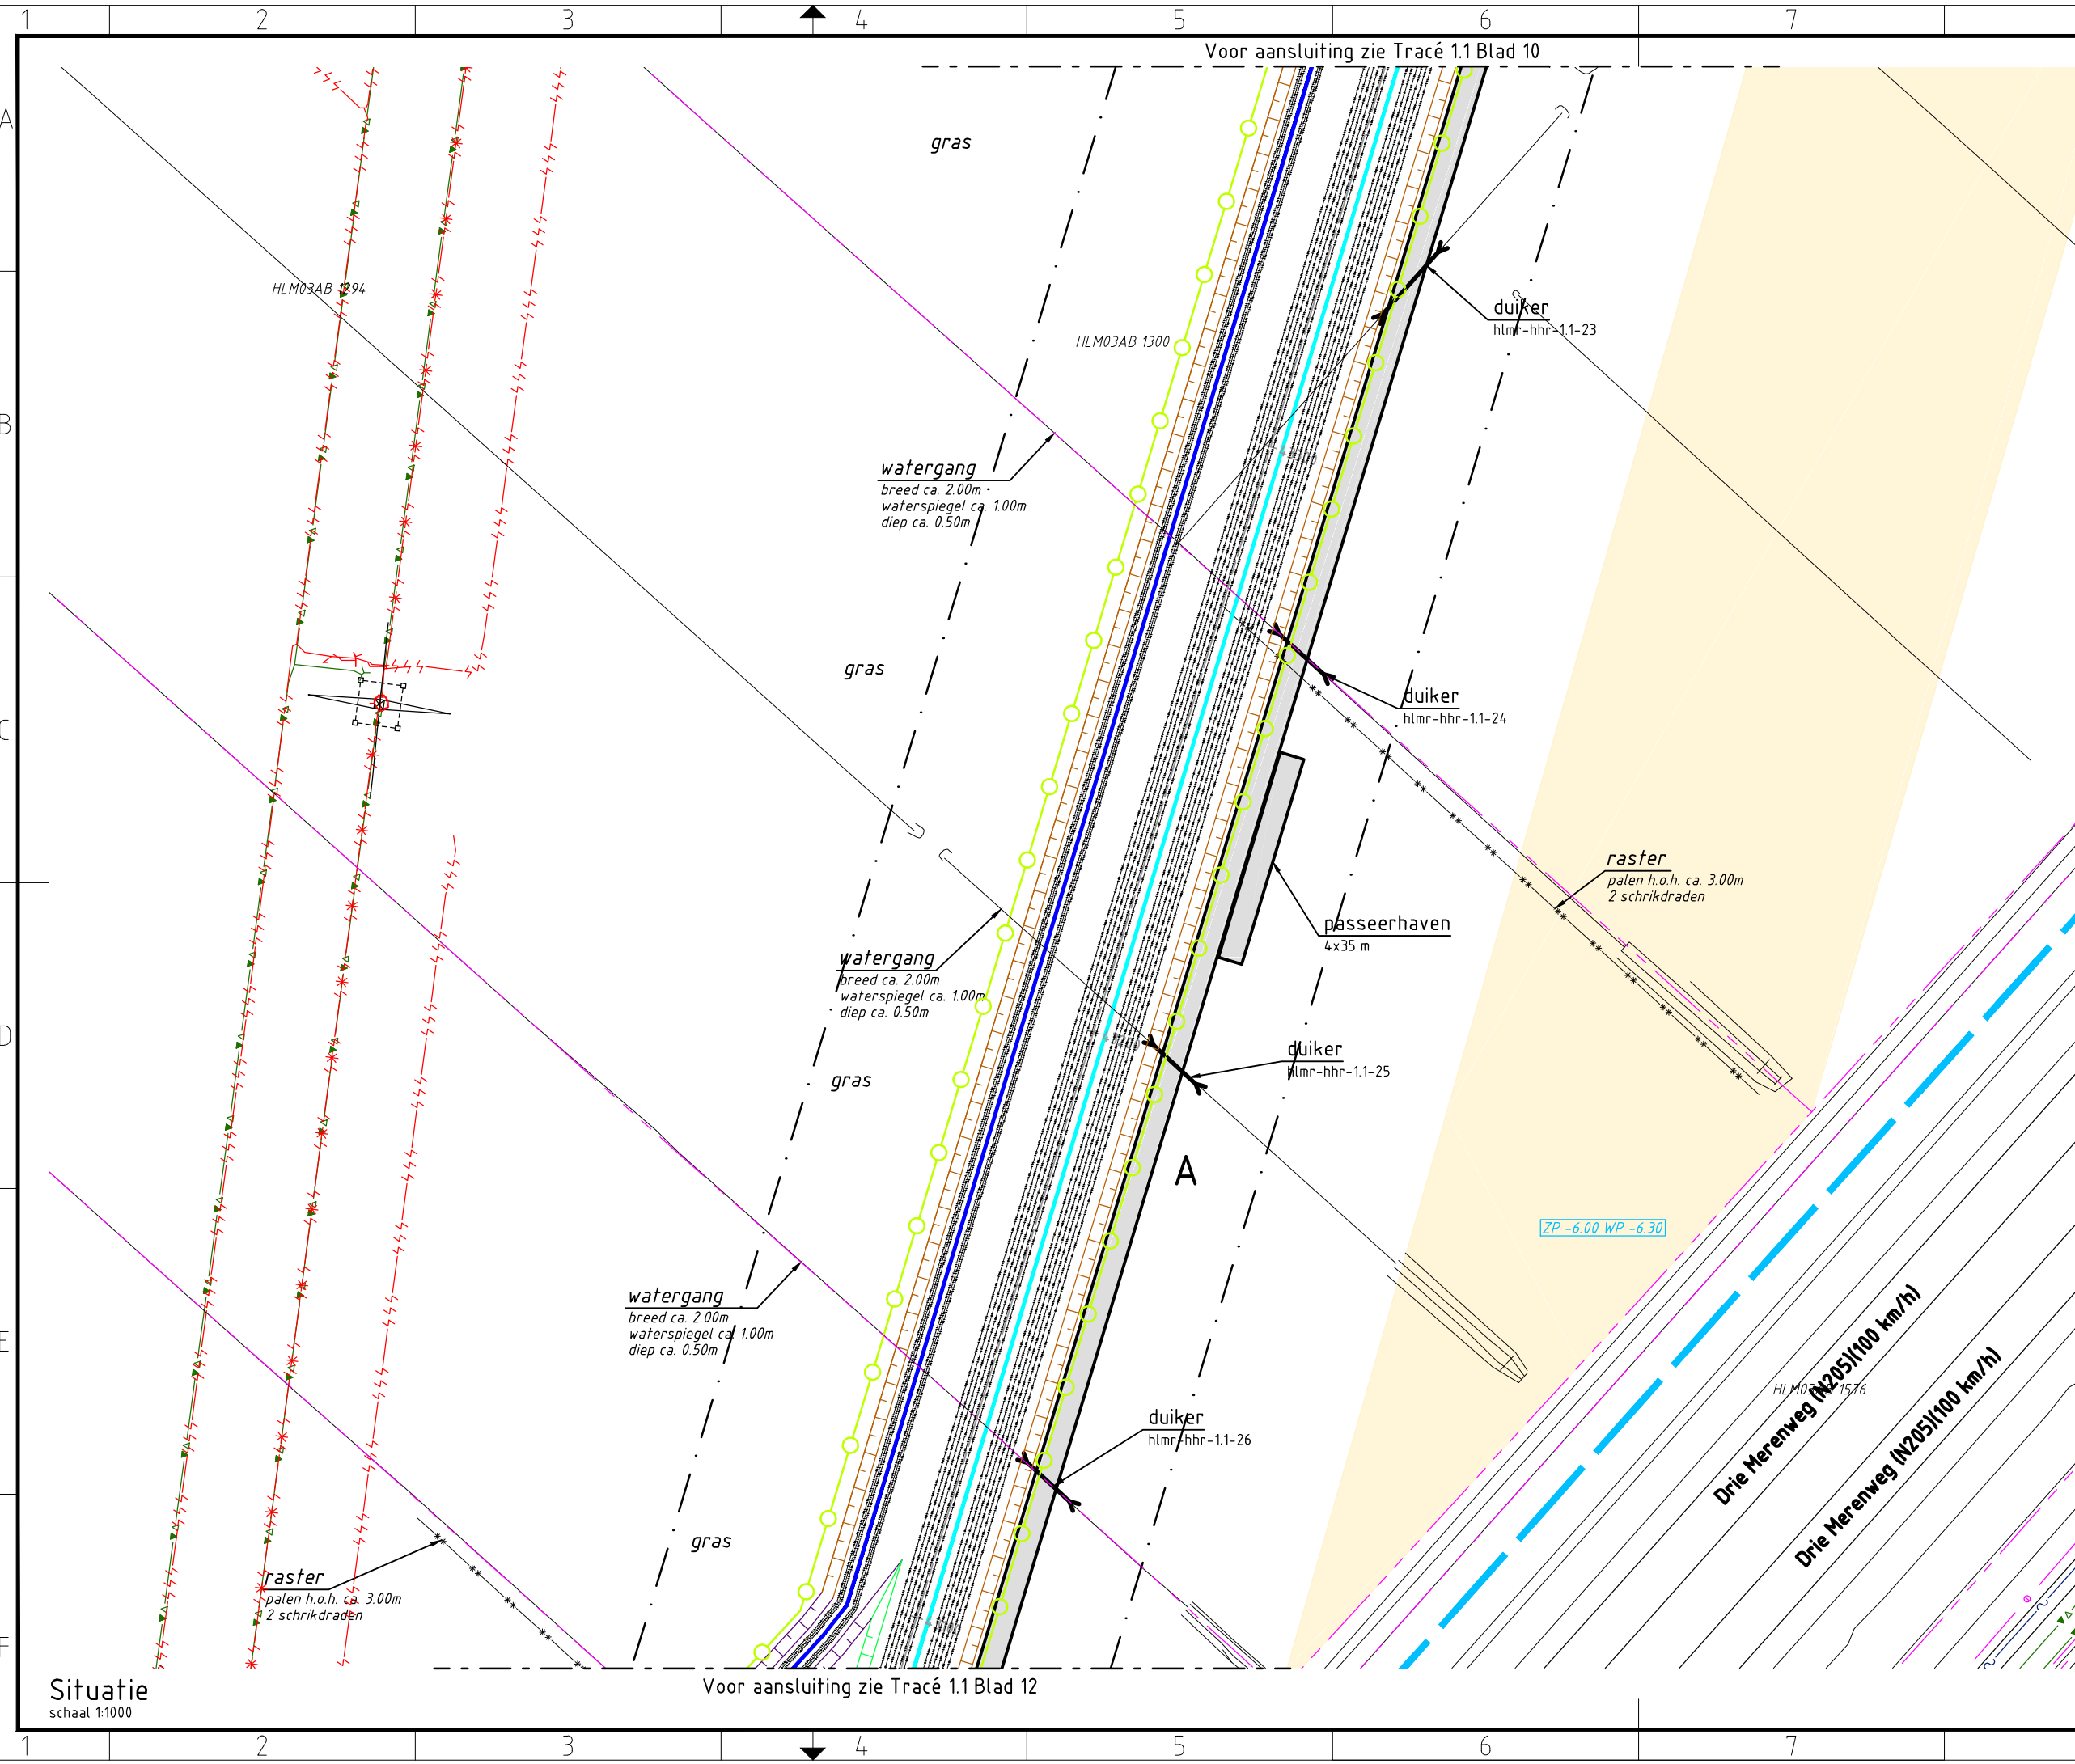 1 2 3 4 5 6 7
Voor aansluiting zie Tracé 1.1 Blad 10
A
gras
HLM03AB 1294
duiker
hlmr-hhr-1.1-23
HLM03AB 1300
B
watergang
breed ca. 2.00m
waterspiegel ca. 1.00m
diep ca. 0.50m
gras
duiker
hlmr-hhr-1.1-24
C
raster
palen h.o.h. ca. 3.00m
2 schrikdraden
passeerhaven
4x35 m
watergang
breed ca. 2.00m
waterspiegel ca. 1.00m
diep ca. 0.50m
D
duiker
hlmr-hhr-1.1-25
gras
A
ZP -6.00 WP -6.30
watergang
breed ca. 2.00m
waterspiegel ca. 1.00m
diep ca. 0.50m
E
Drie Merenweg (N205)(100 km/h)
HLM03AB 1576
Drie Merenweg (N205)(100 km/h)
duiker
hlmr-hhr-1.1-26
gras
raster
palen h.o.h. ca. 3.00m
2 schrikdraden
F
Situatie
schaal 1:1000
Voor aansluiting zie Tracé 1.1 Blad 12
1 2 3 4 5 6 7